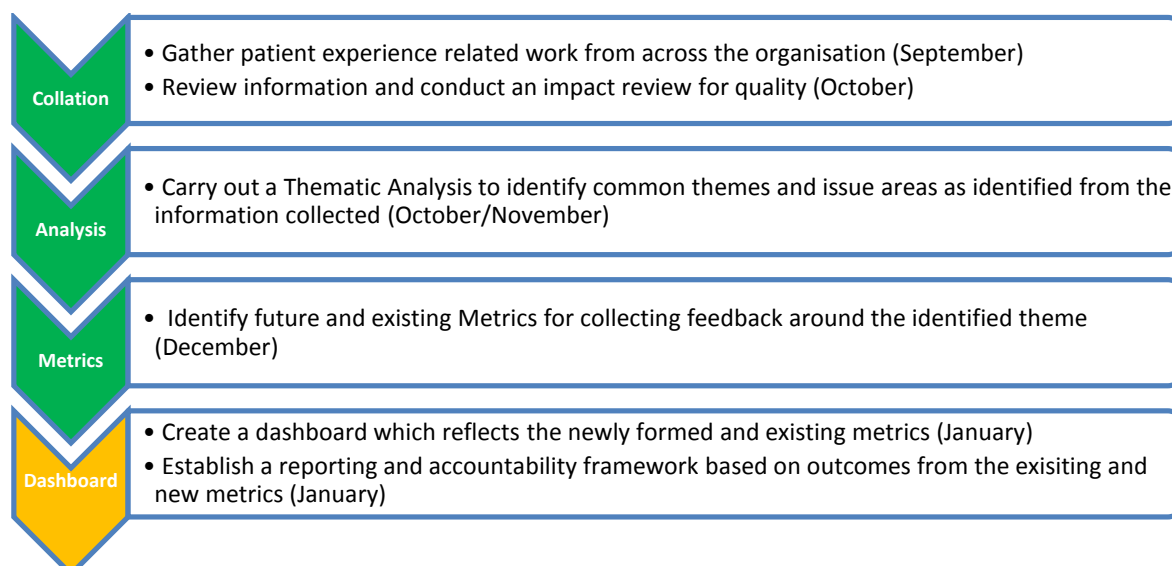 Collation
• Gather patient experience related work from across the organisation (September)
• Review information and conduct an impact review for quality (October)
Analysis
• Carry out a Thematic Analysis to identify common themes and issue areas as identified from the
information collected (October/November)
Metrics
• Identify future and existing Metrics for collecting feedback around the identified theme
(December)
Dashboard
• Create a dashboard which reflects the newly formed and existing metrics (January)
• Establish a reporting and accountability framework based on outcomes from the exisiting and
new metrics (January)